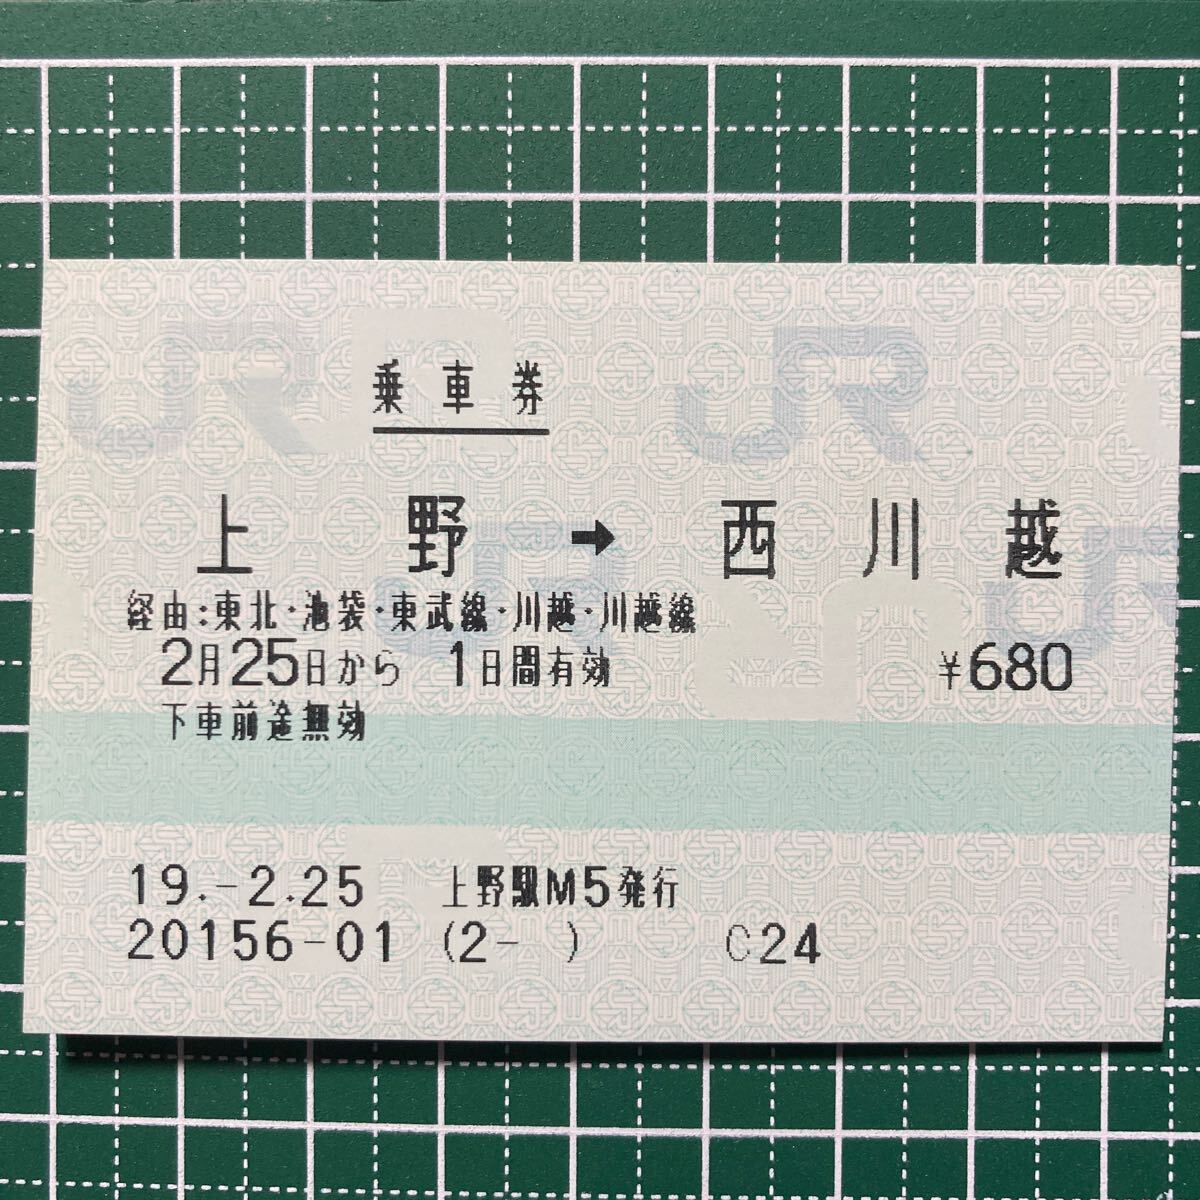 乗車券
上野→西川越
経由:東北・池袋・東武線・川越・川越線
2月25日から 1日間有効 ¥680
下車前途無効
19.-2.25 上野駅M5発行
20156-01 (2- ) C24